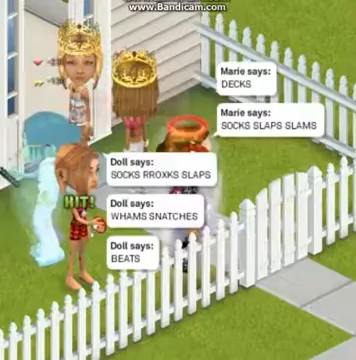 www.Bandicam.com
Marie says:
DECKS
Marie says:
SOCKS SLAPS SLAMS
Doll says:
SOCKS RROXKS SLAPS
HIT!
Doll says:
WHAMS SNATCHES
Doll says:
BEATS